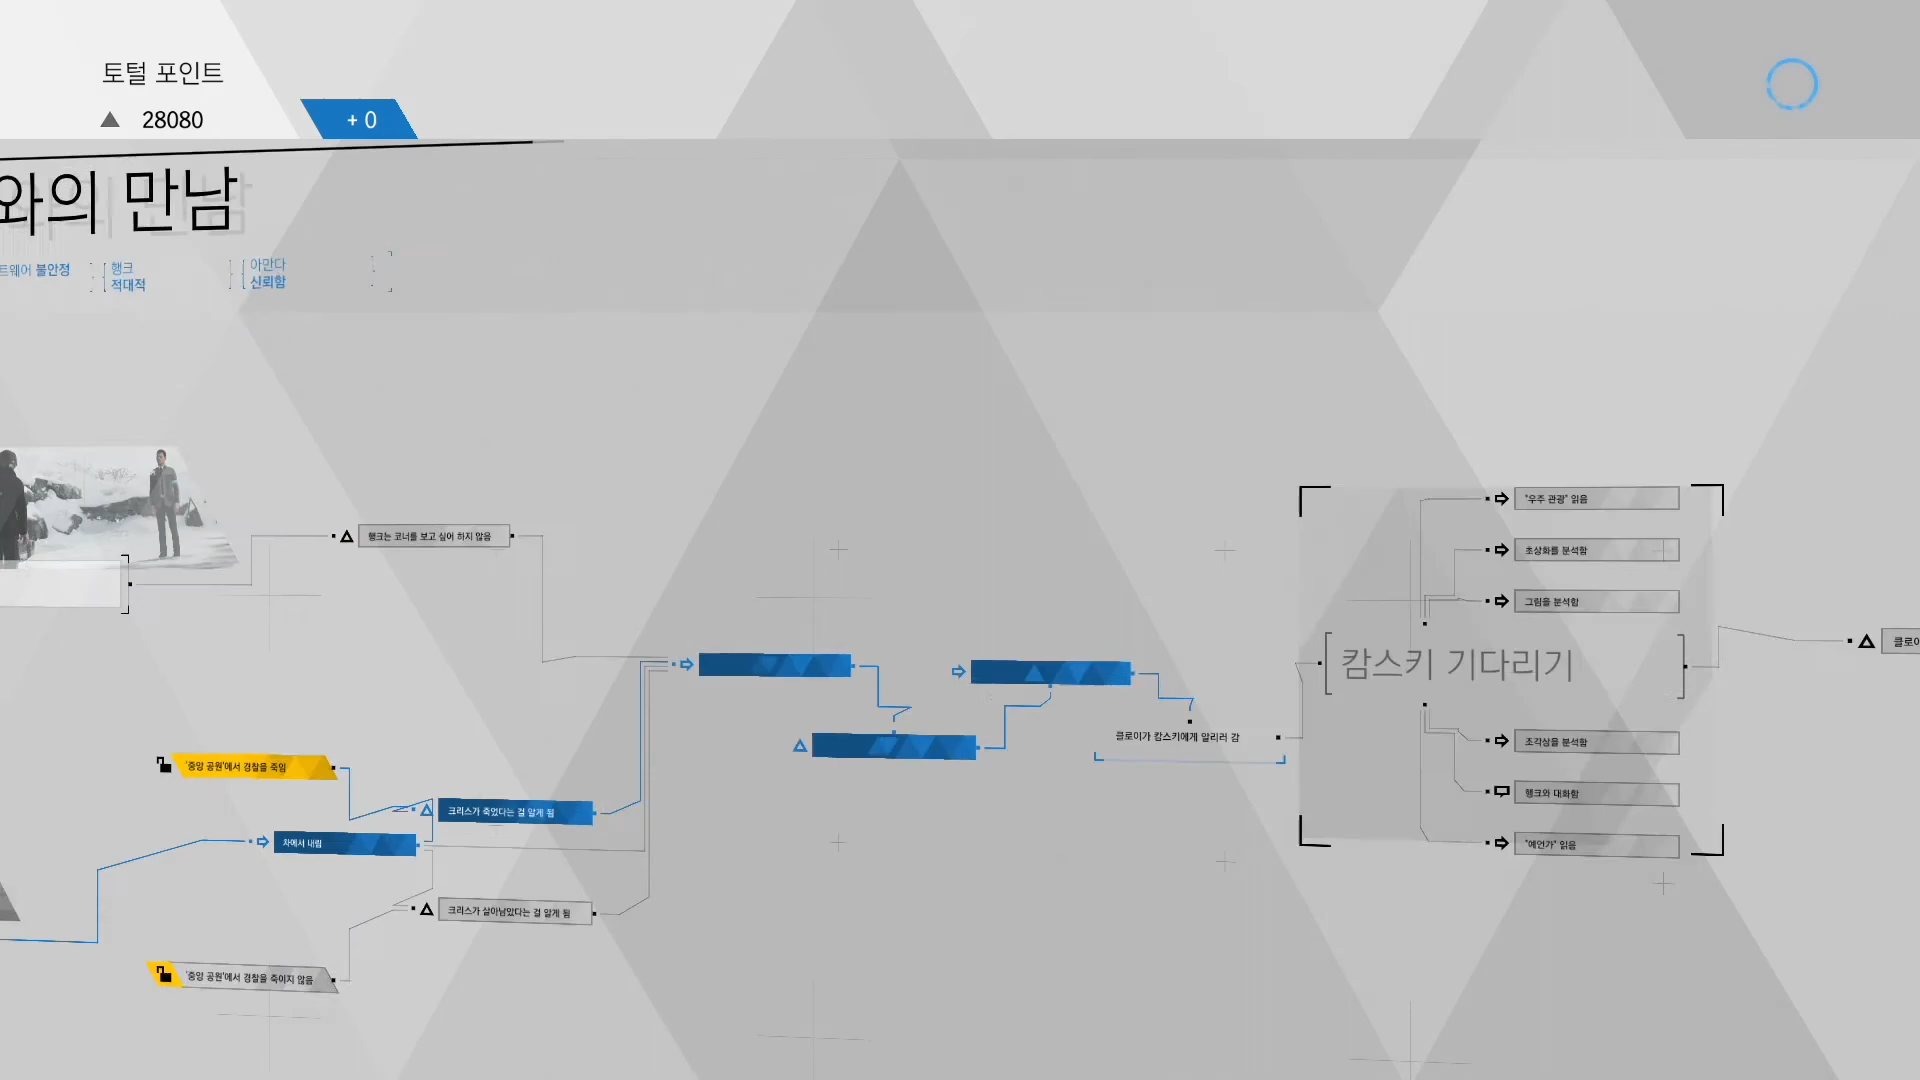 토털 포인트
28080
+ 0
와의 만남
트웨어 불안정
행크
적대적
아만다
신뢰함
행크는 코너를 보고 싶어 하지 않음
"우주 관광" 읽음
초상화를 분석함
그림을 분석함
캄스키 기다리기
클로이
클로이가 캄스키에게 알리러 감
조각상을 분석함
행크와 대화함
"예언가" 읽음
'중앙 공원'에서 경찰을 죽임
크리스가 죽었다는 걸 알게 됨
차에서 내림
크리스가 살아남았다는 걸 알게 됨
'중앙 공원'에서 경찰을 죽이지 않음